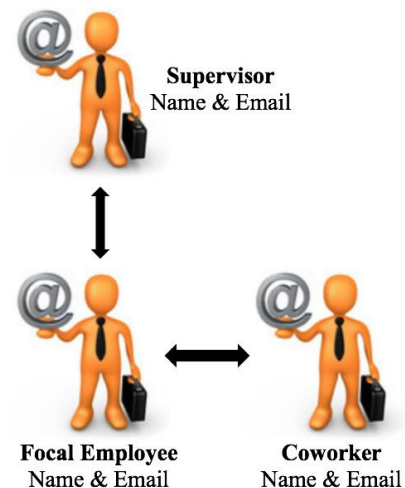 @
Supervisor
Name & Email
@
@
Focal Employee
Name & Email
Coworker
Name & Email